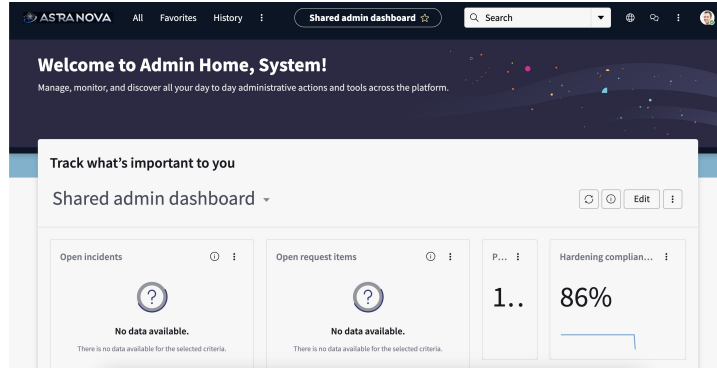 ASTRANOVA All Favorites History Shared admin dashboard Search
Welcome to Admin Home, System!
Manage, monitor, and discover all your day to day administrative actions and tools across the platform.
Track what's important to you
Shared admin dashboard
Edit
Open incidents
Open request items
P...
Hardening complian...
?
?
1..
86%
No data available.
No data available.
There is no data available for the selected criteria.
There is no data available for the selected criteria.